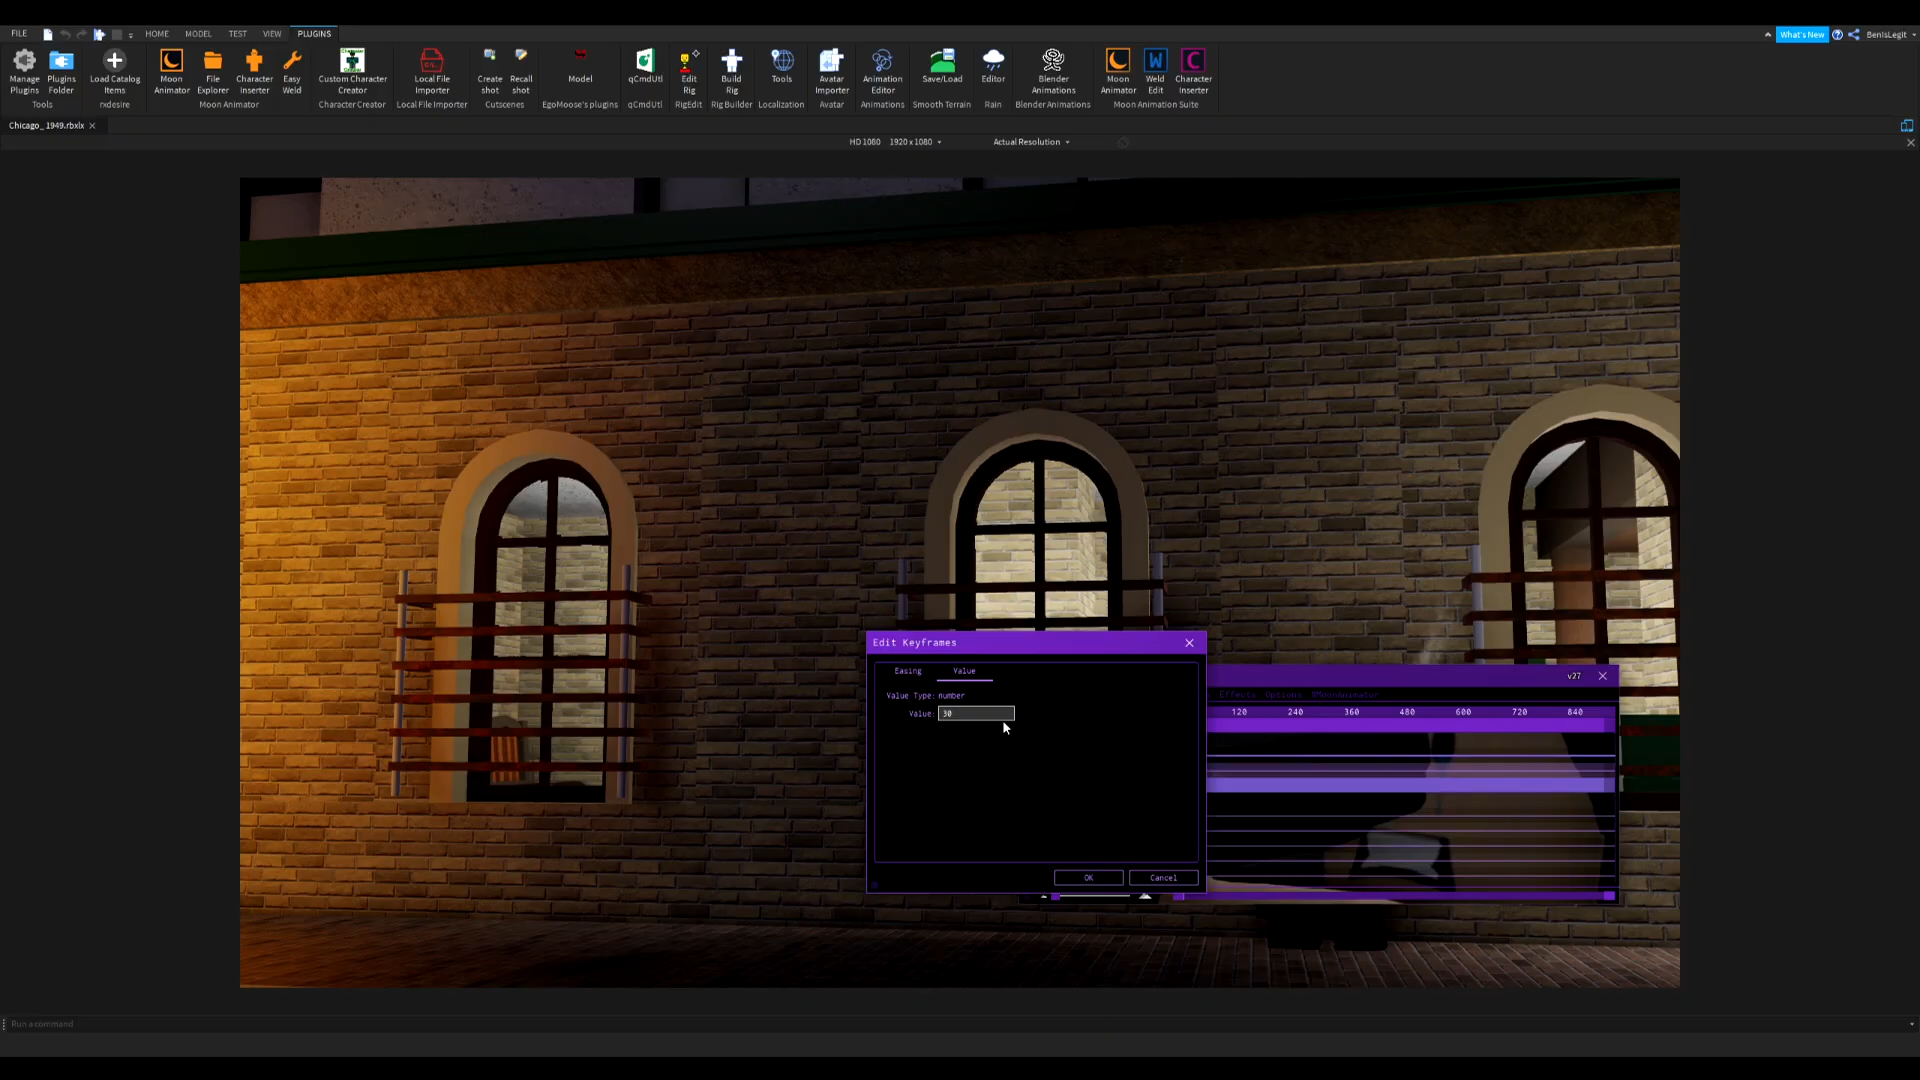 FILE HOME MODEL TEST VIEW PLUGINS What's New BenIsLegit
Manage Plugins
Plugins Folder
Load Catalog Items
Moon Animator
File Explorer
Character Inserter
Easy Weld
Custom Character Creator
Local File Importer
Create shot
Recall shot
Model
qCmdUtl
Edit Rig
Build Rig
Tools
Avatar Importer
Animation Editor
Save/Load
Editor
Blender Animations
Moon Animator
Weld Edit
Character Inserter
Tools rxdesire Moon Animator Character Creator Local File Importer Cutscenes EgoMoose's plugins qCmdUtl RigEdit Rig Builder Localization Avatar Animations Smooth Terrain Rain Blender Animations Moon Animation Suite
Chicago_ 1949.rbxlx
HD 1080 1920 x 1080 Actual Resolution
Edit Keyframes
Easing Value
Value Type: number
Value: 30
OK Cancel
v27
Effects Options
120 240 360 480 600 720 840
Run a command